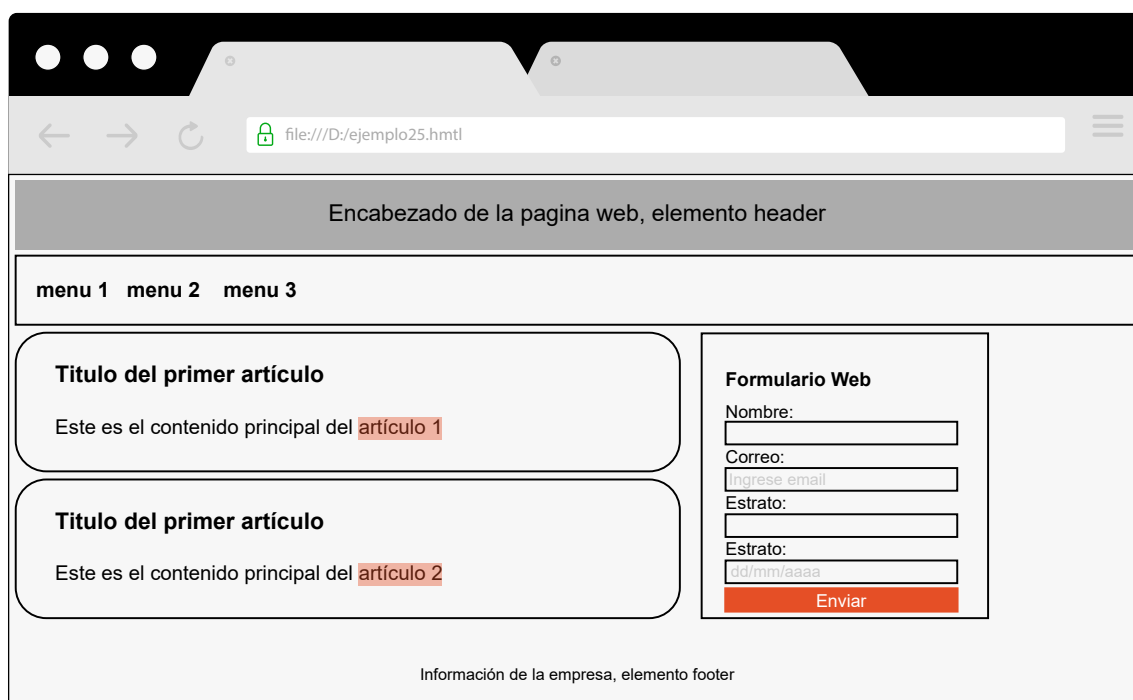 file:///D:/ejemplo25.hmtl
Encabezado de la pagina web, elemento header
menu 1 menu 2 menu 3
Titulo del primer artículo
Este es el contenido principal del artículo 1
Titulo del primer artículo
Este es el contenido principal del artículo 2
Formulario Web
Nombre:
Correo:
Ingrese email
Estrato:
Estrato:
dd/mm/aaaa
Enviar
Información de la empresa, elemento footer